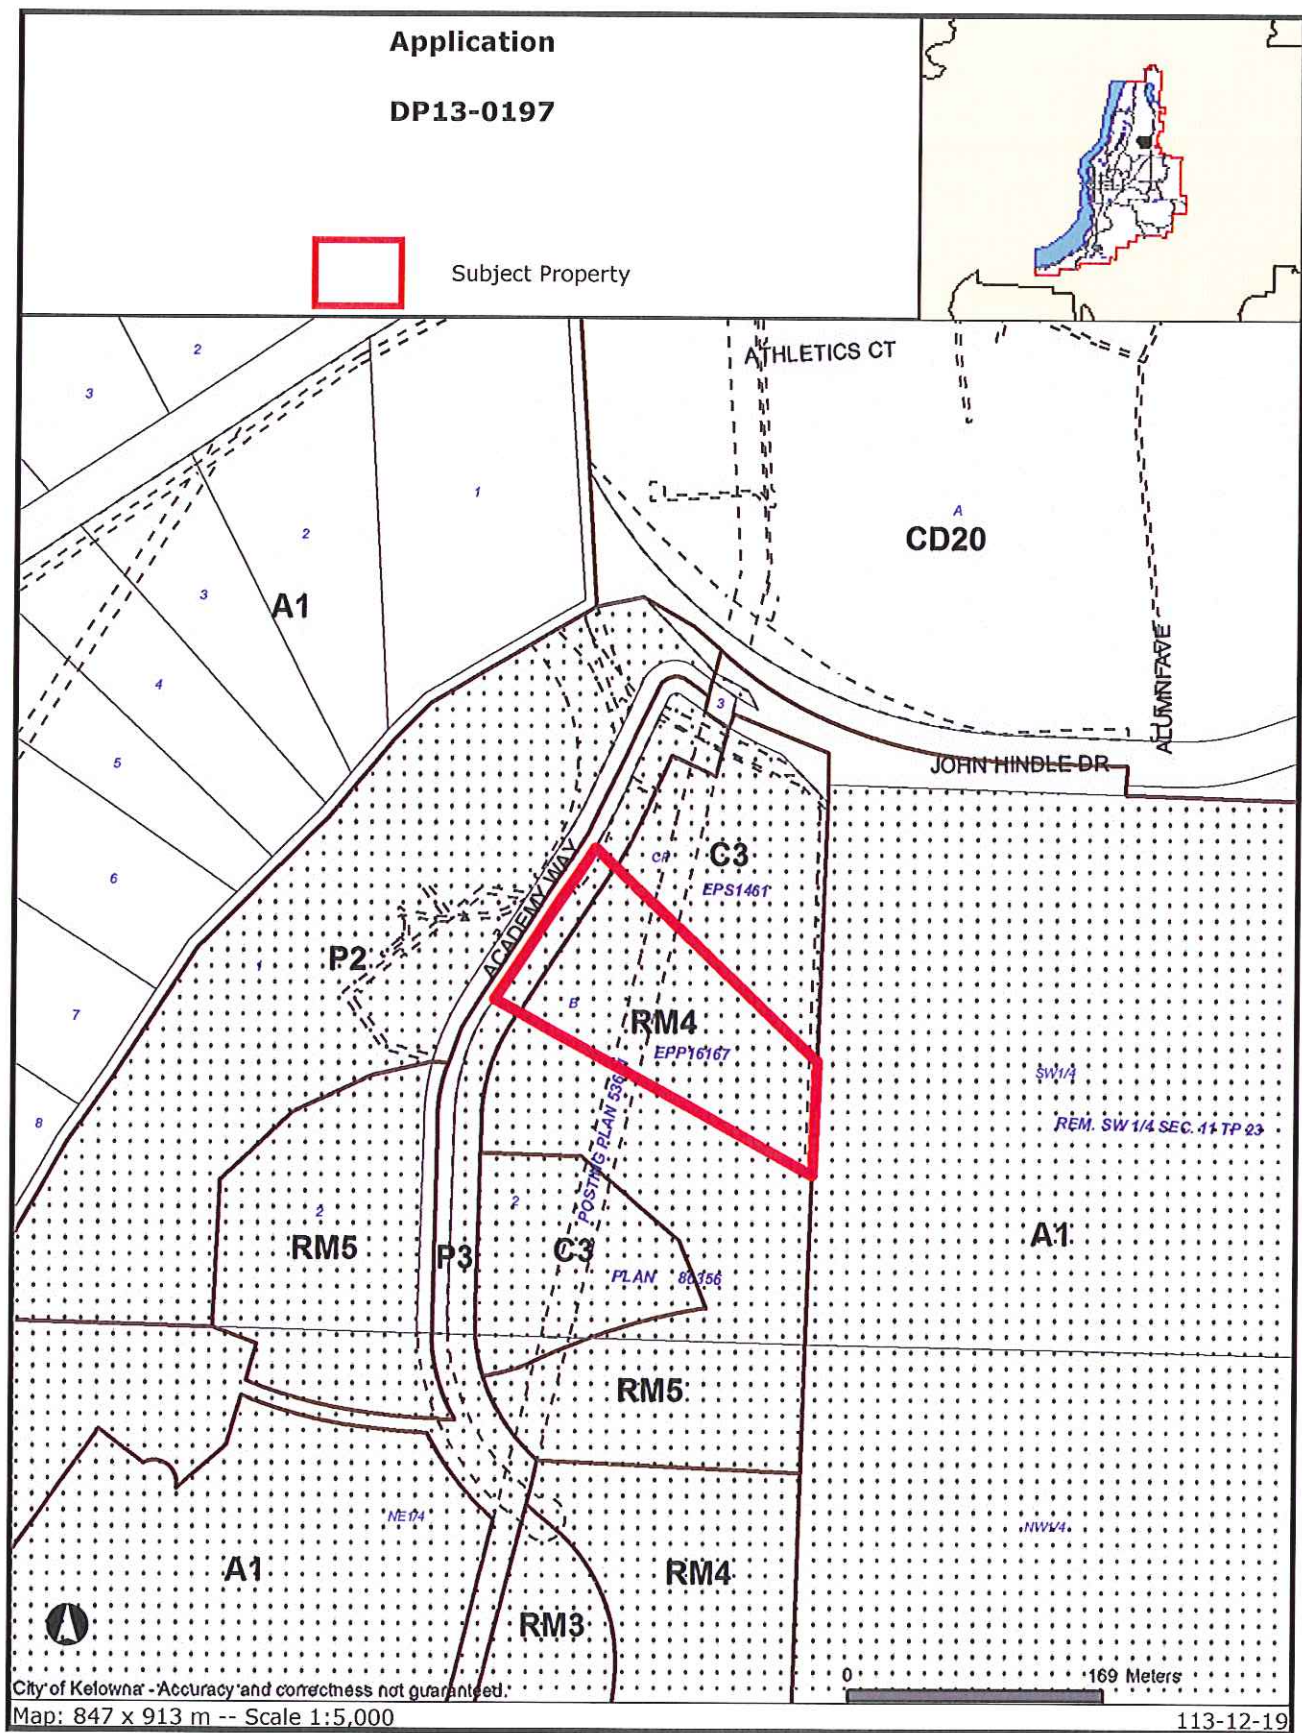 Application
DP13-0197
Subject Property
ATHLETICS CT
2
3
1
A
CD20
2
3
A1
4
ALUMNI AVE
3
5
JOHN HINDLE DR
C3
6
EPS1461
ACADEMY WAY
P2
1
7
B
RM4
EPP16167
SW1/4
8
REM. SW 1/4 SEC. 11 TP 23
POSTING PLAN
2
2
RM5
P3
C3
A1
PLAN 86356
RM5
NE1/4
NW1/4
A1
RM4
RM3
0 169 Meters
City of Kelowna - Accuracy and correctness not guaranteed.
Map: 847 x 913 m -- Scale 1:5,000
113-12-19